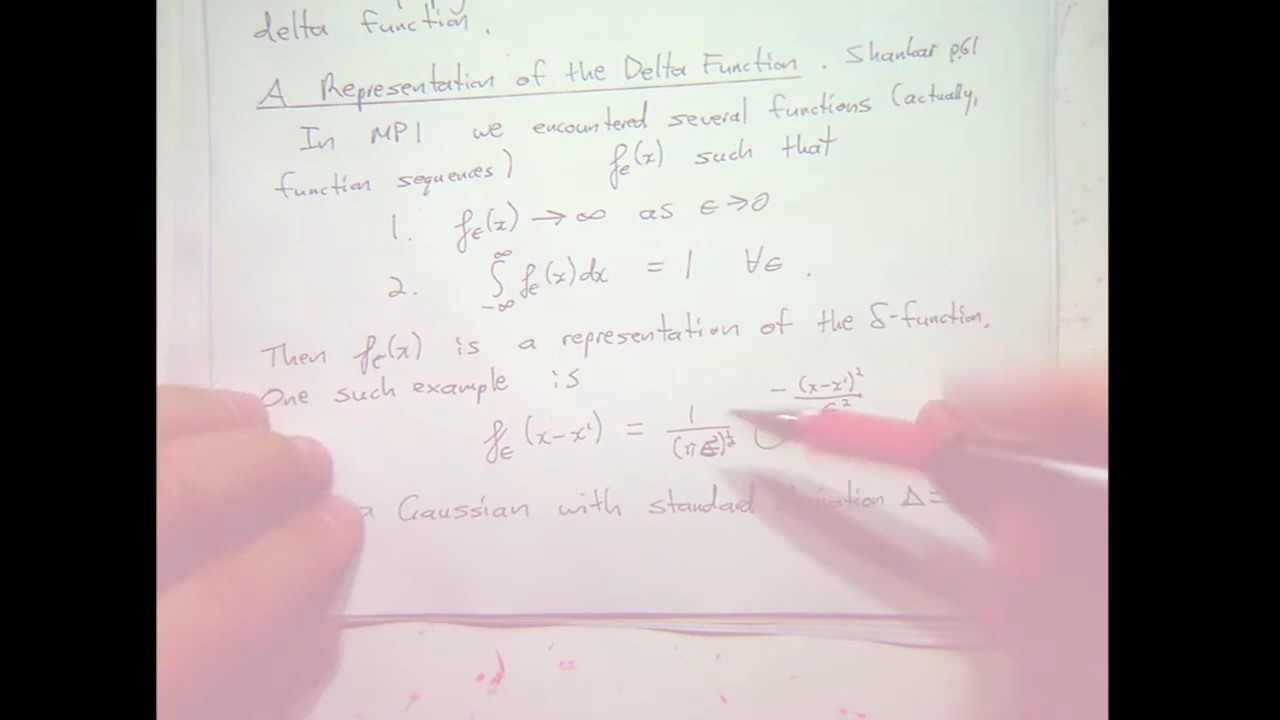 delta function.
A Representation of the Delta Function. Shankar p61
In MP1 we encountered several functions (actually,
function sequences) fϵ(x) such that
1. fϵ(x) → ∞ as ϵ → 0
2. ∫_{-∞}^{∞} fϵ(x)dx = 1 ∀ϵ.
Then fϵ(x) is a representation of the δ-function.
One such example is
fϵ(x-x') = 1/(πϵ²)^{1/2} e^{-(x-x')²/ϵ²}
a Gaussian with standard Δ=